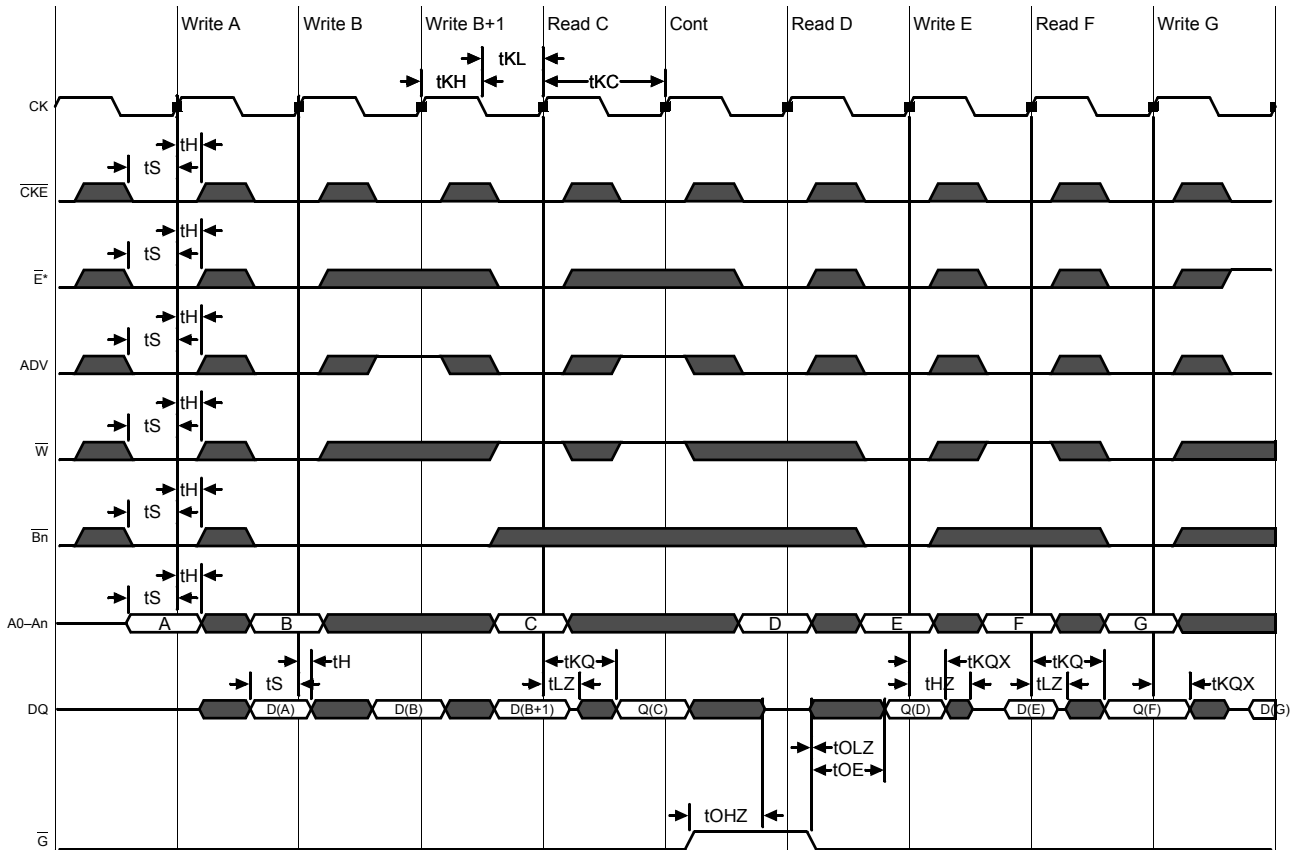 Write A Write B Write B+1 Read C Cont Read D Write E Read F Write G
tKL
tKH tKC
CK
tH
tS
CKE
tH
tS
E*
tH
tS
ADV
tH
tS
W
tH
tS
Bn
tH
tS
A0–An A B C D E F G
tH tKQ tKQX tKQ
tS tLZ tHZ tLZ tKQX
DQ D(A) D(B) D(B+1) Q(C) Q(D) D(E) Q(F) D(G)
tOLZ
tOE
tOHZ
G